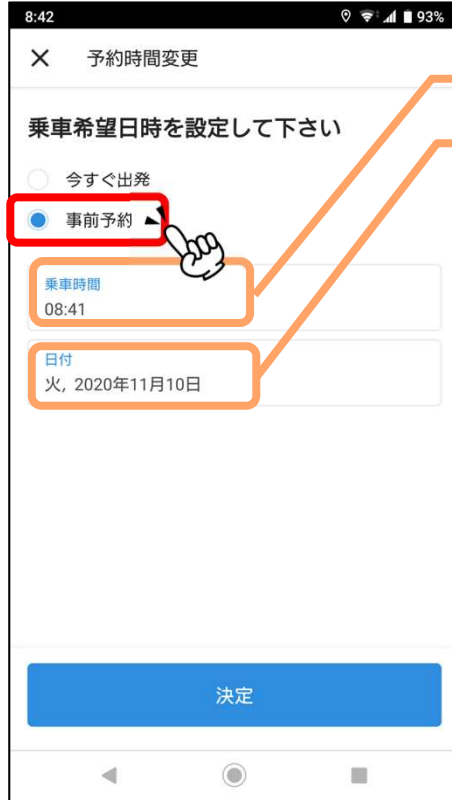 8:42
93%
予約時間変更
乗車希望日時を設定して下さい
今すぐ出発
事前予約
乗車時間
08:41
日付
火, 2020年11月10日
決定